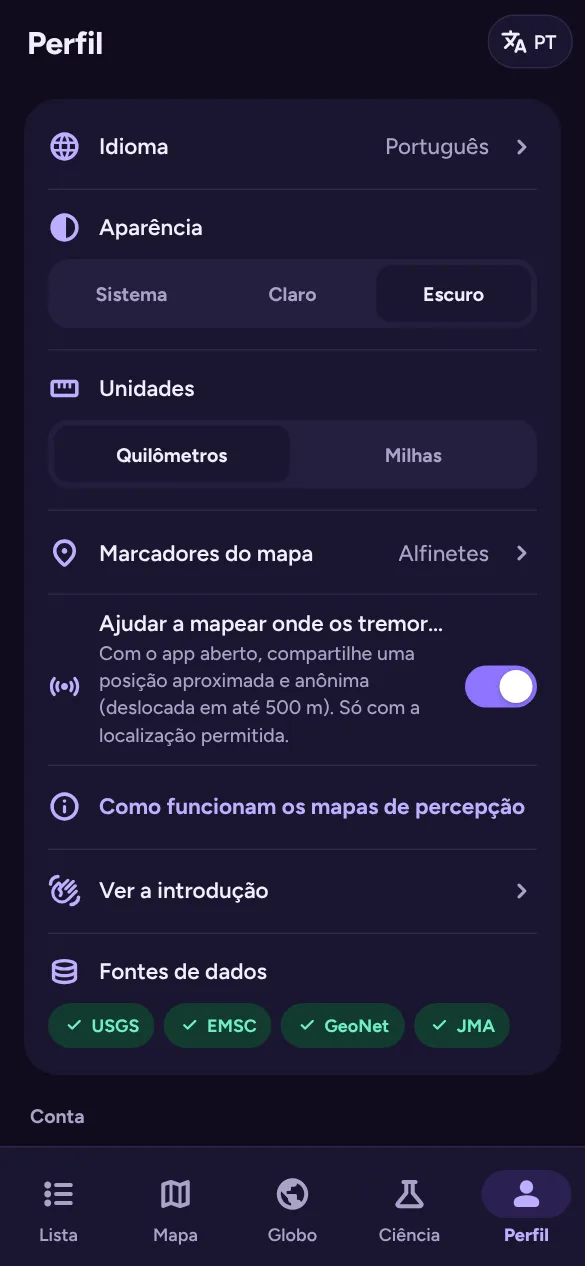 Perfil
PT
Idioma
Português
Aparência
Sistema
Claro
Escuro
Unidades
Quilômetros
Milhas
Marcadores do mapa
Alfinetes
Ajudar a mapear onde os tremor...
Com o app aberto, compartilhe uma
posição aproximada e anônima
(deslocada em até 500 m). Só com a
localização permitida.
Como funcionam os mapas de percepção
Ver a introdução
Fontes de dados
USGS
EMSC
GeoNet
JMA
Conta
Lista
Mapa
Globo
Ciência
Perfil